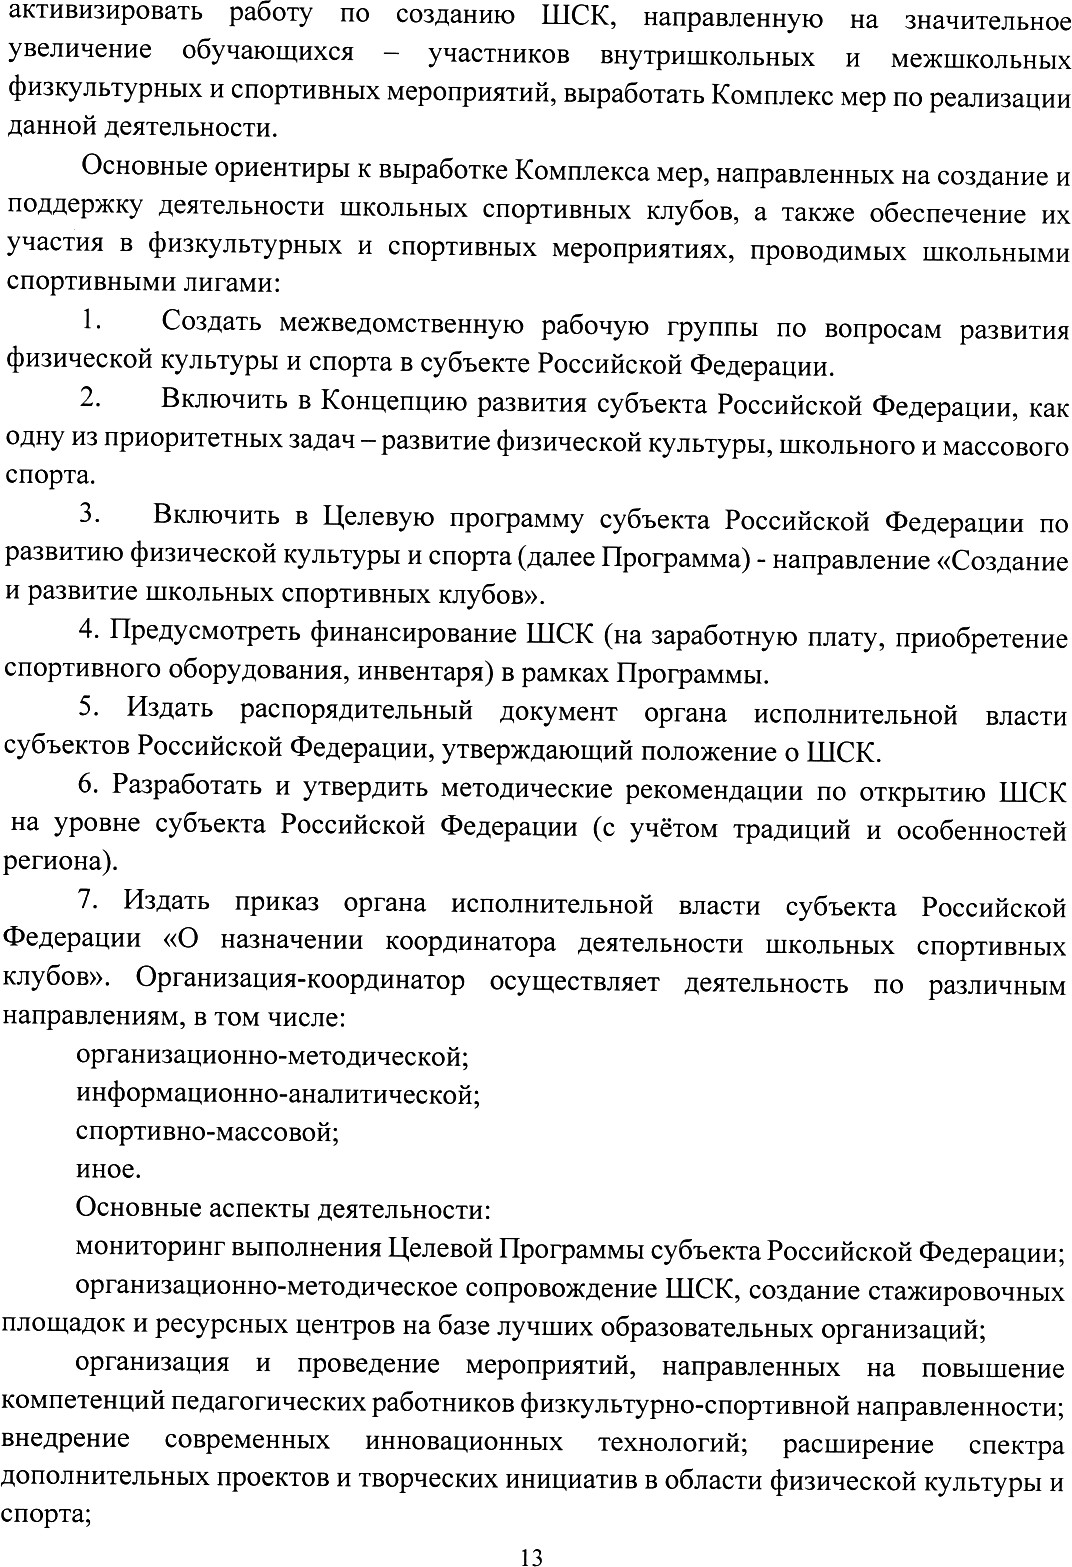 активизировать работу по созданию ШСК, направленную на значительное
увеличение обучающихся – участников внутришкольных и межшкольных
физкультурных и спортивных мероприятий, выработать Комплекс мер по реализации
данной деятельности.
Основные ориентиры к выработке Комплекса мер, направленных на создание и
поддержку деятельности школьных спортивных клубов, а также обеспечение их
участия в физкультурных и спортивных мероприятиях, проводимых школьными
спортивными лигами:
1. Создать межведомственную рабочую группы по вопросам развития
физической культуры и спорта в субъекте Российской Федерации.
2. Включить в Концепцию развития субъекта Российской Федерации, как
одну из приоритетных задач – развитие физической культуры, школьного и массового
спорта.
3. Включить в Целевую программу субъекта Российской Федерации по
развитию физической культуры и спорта (далее Программа) - направление «Создание
и развитие школьных спортивных клубов».
4. Предусмотреть финансирование ШСК (на заработную плату, приобретение
спортивного оборудования, инвентаря) в рамках Программы.
5. Издать распорядительный документ органа исполнительной власти
субъектов Российской Федерации, утверждающий положение о ШСК.
6. Разработать и утвердить методические рекомендации по открытию ШСК
на уровне субъекта Российской Федерации (с учётом традиций и особенностей
региона).
7. Издать приказ органа исполнительной власти субъекта Российской
Федерации «О назначении координатора деятельности школьных спортивных
клубов». Организация-координатор осуществляет деятельность по различным
направлениям, в том числе:
организационно-методической;
информационно-аналитической;
спортивно-массовой;
иное.
Основные аспекты деятельности:
мониторинг выполнения Целевой Программы субъекта Российской Федерации;
организационно-методическое сопровождение ШСК, создание стажировочных
площадок и ресурсных центров на базе лучших образовательных организаций;
организация и проведение мероприятий, направленных на повышение
компетенций педагогических работников физкультурно-спортивной направленности;
внедрение современных инновационных технологий; расширение спектра
дополнительных проектов и творческих инициатив в области физической культуры и
спорта;
13